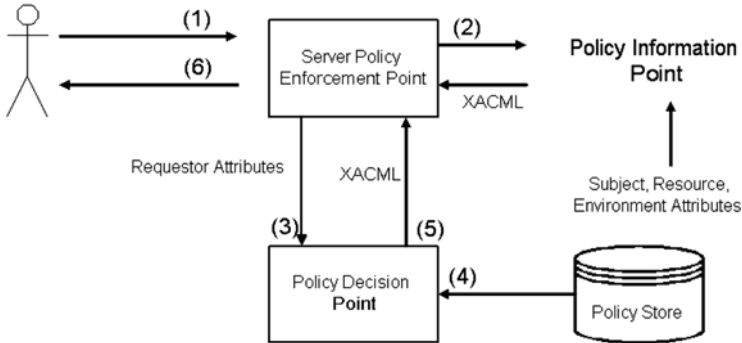 (1)
(2)
Server Policy
Enforcement Point
Policy Information
Point
(6)
XACML
Requestor Attributes
XACML
Subject, Resource,
Environment Attributes
(3)
(5)
(4)
Policy Decision
Point
Policy Store